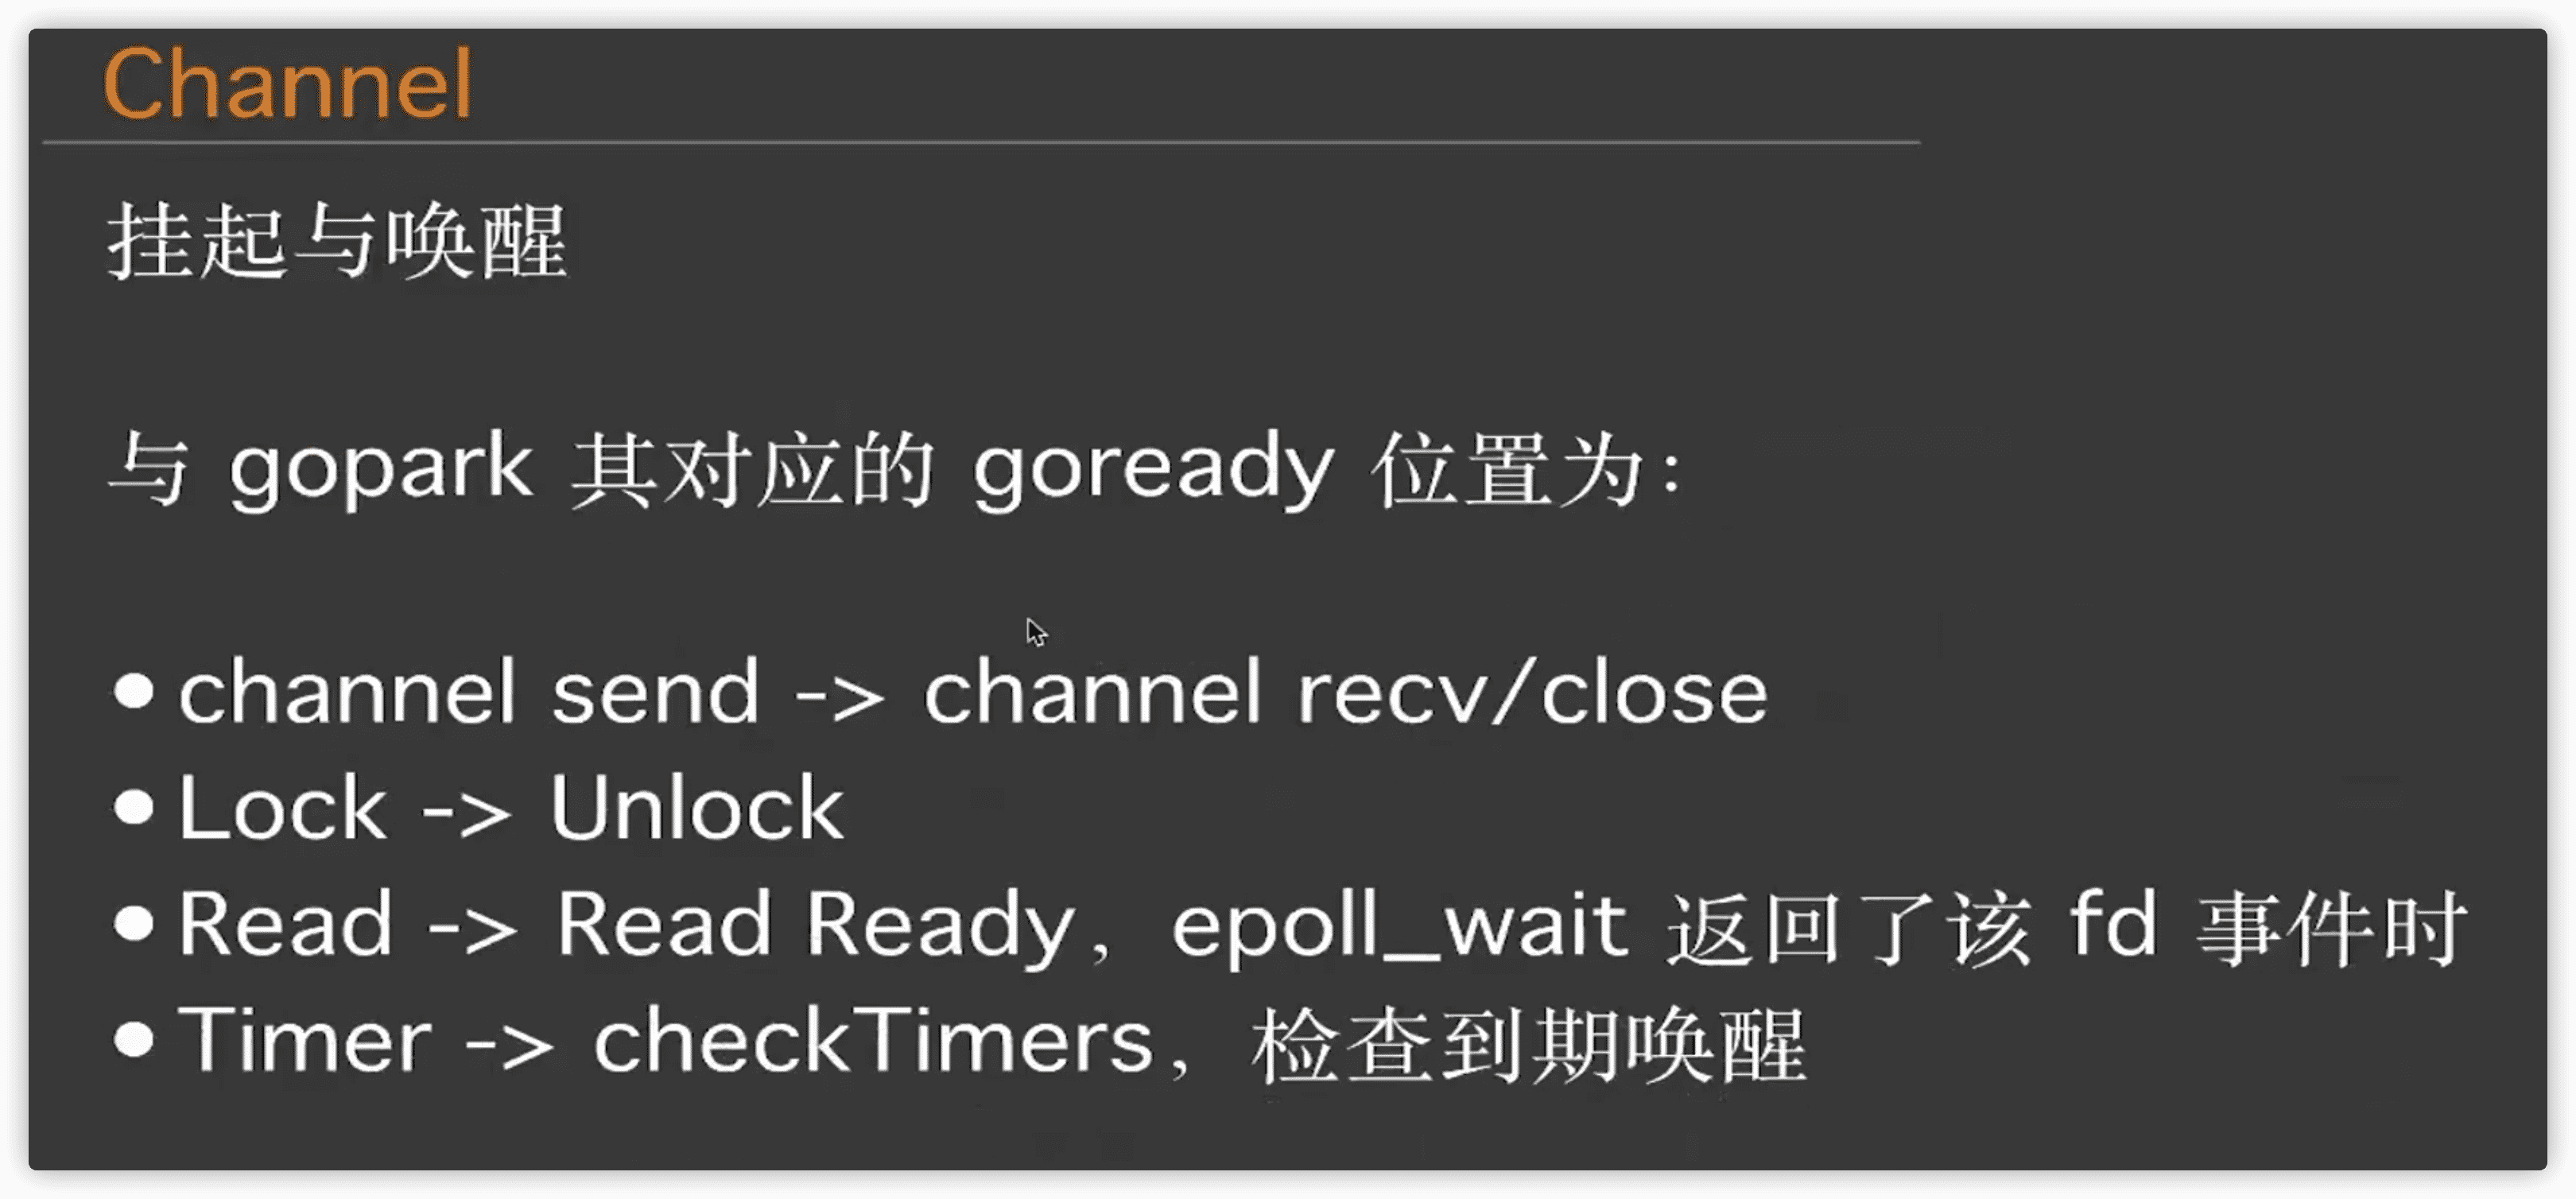 Channel
挂起与唤醒
与 gopark 其对应的 goready 位置为：
• channel send -> channel recv/close
• Lock -> Unlock
• Read -> Read Ready，epoll_wait 返回了该 fd 事件时
• Timer -> checkTimers，检查到期唤醒